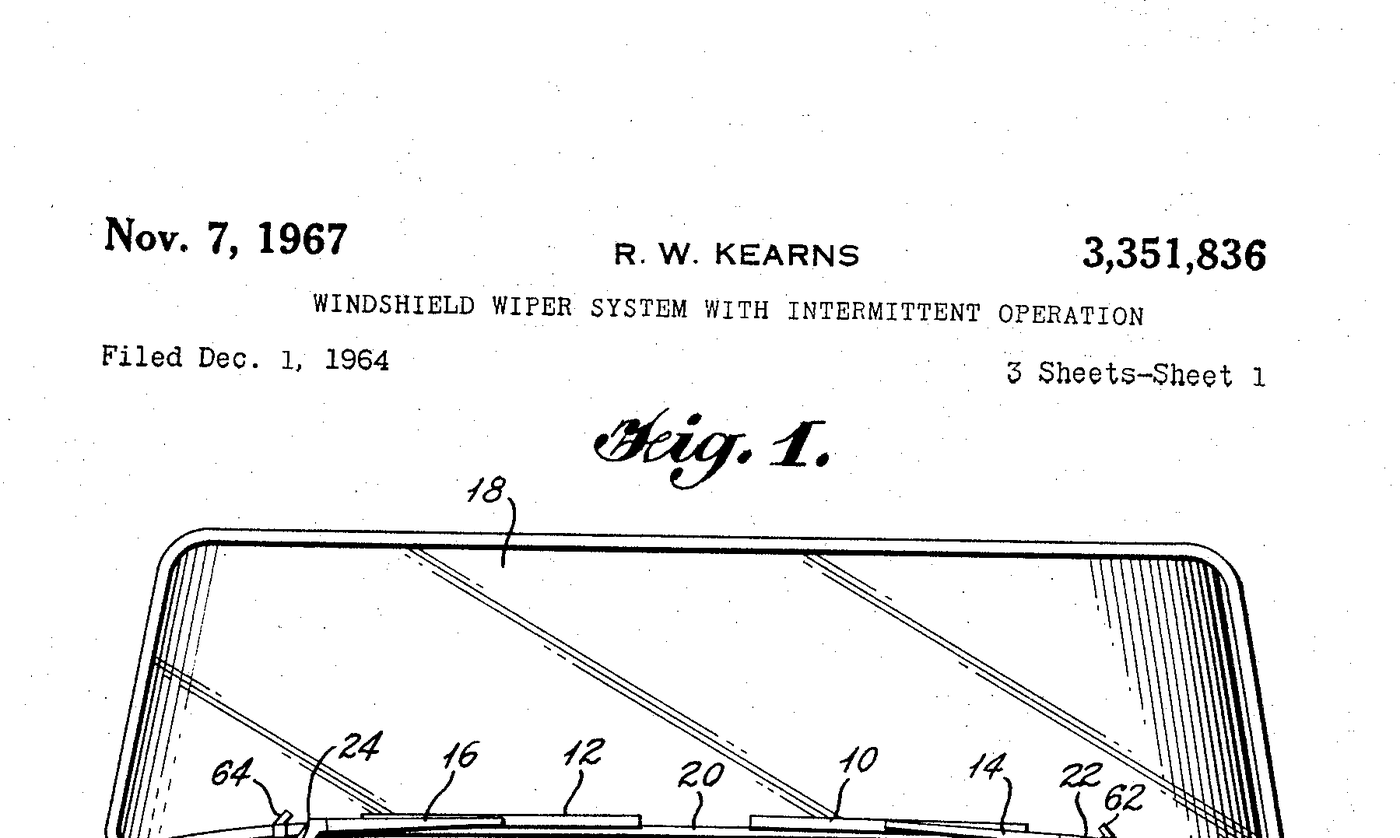 Nov. 7, 1967 R. W. KEARNS 3,351,836
WINDSHIELD WIPER SYSTEM WITH INTERMITTENT OPERATION
Filed Dec. 1, 1964 3 Sheets-Sheet 1
Fig. 1.
18
64 24 16 12 20 10 14 22 62